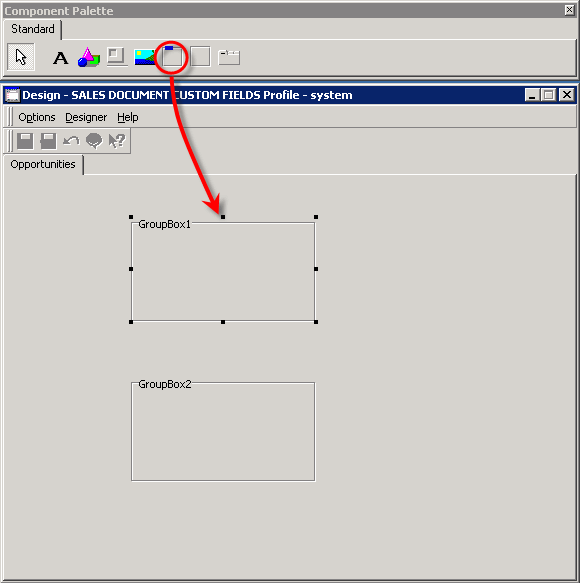 Component Palette
Standard
A
Design - SALES DOCUMENT CUSTOM FIELDS Profile - system
Options Designer Help
Opportunities
GroupBox1
GroupBox2